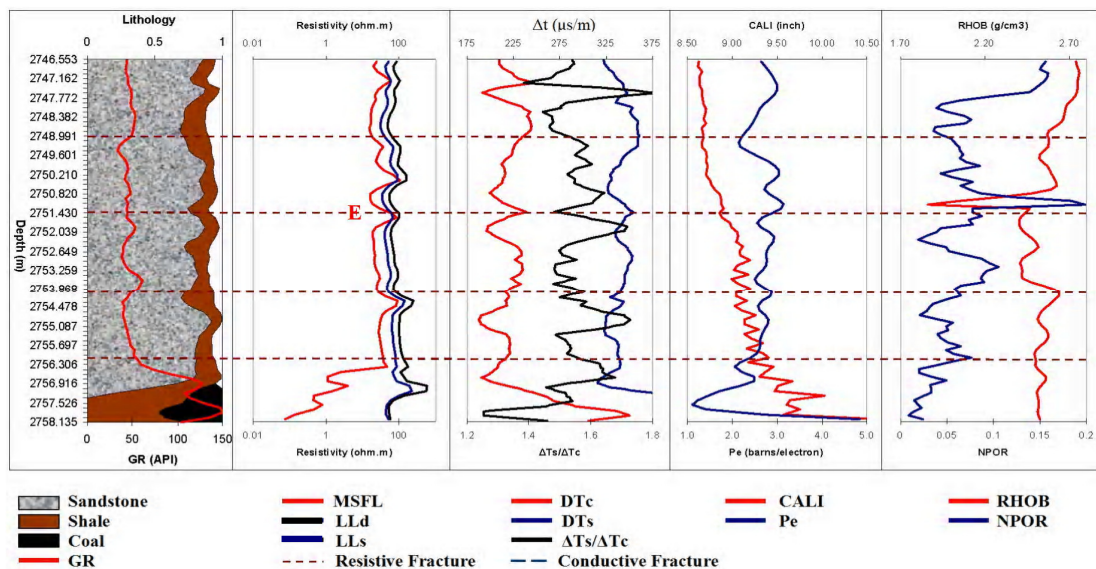 Lithology
0 0.5 1
Resistivity (ohm.m)
0.01 1 100
Δt (µs/m)
175 225 325 375
CALI (inch)
8.50 9.00 9.50 10.00 10.50
RHOB (g/cm3)
1.70 2.20 2.70
Depth (m)
2746.553
2747.162
2747.772
2748.382
2748.991
2749.601
2750.210
2750.820
2751.430
2752.039
2752.649
2753.259
2753.969
2754.478
2755.087
2755.697
2756.306
2756.916
2757.526
2758.135
E
0 100 150
GR (API)
0.01 1 100
Resistivity (ohm.m)
1.2 1.4 1.6 1.8
ΔTs/ΔTc
1.0 2.0 3.0 4.0 5.0
Pe (barns/electron)
0 0.05 0.1 0.15 0.2
NPOR
Sandstone
Shale
Coal
GR
MSFL
LLd
LLs
Resistive Fracture
DTc
DTs
ΔTs/ΔTc
Conductive Fracture
CALI
Pe
RHOB
NPOR